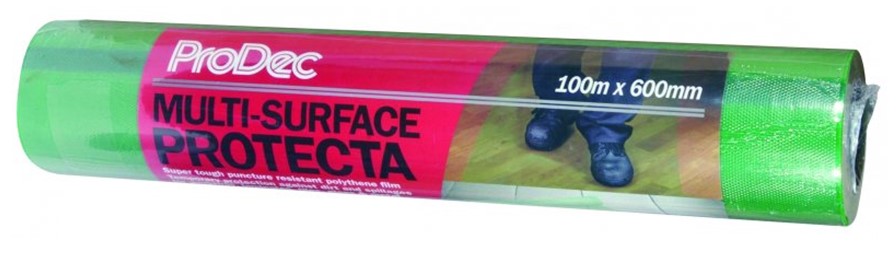 ProDec
100m x 600mm
MULTI-SURFACE
PROTECTA
Super tough puncture resistant polythene film
Temporary protection against dirt and spillages